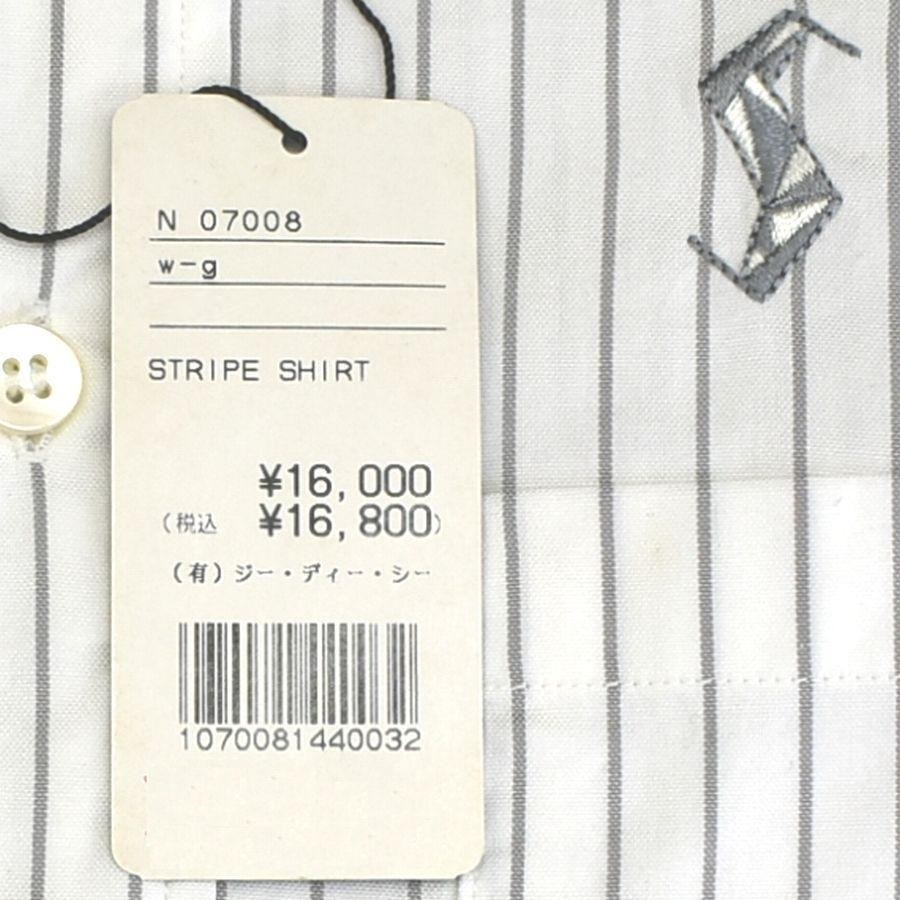 N 07008
w-g
STRIPE SHIRT
¥16,000
(税込 ¥16,800)
(有)ジー・ディー・シー
1070081440032